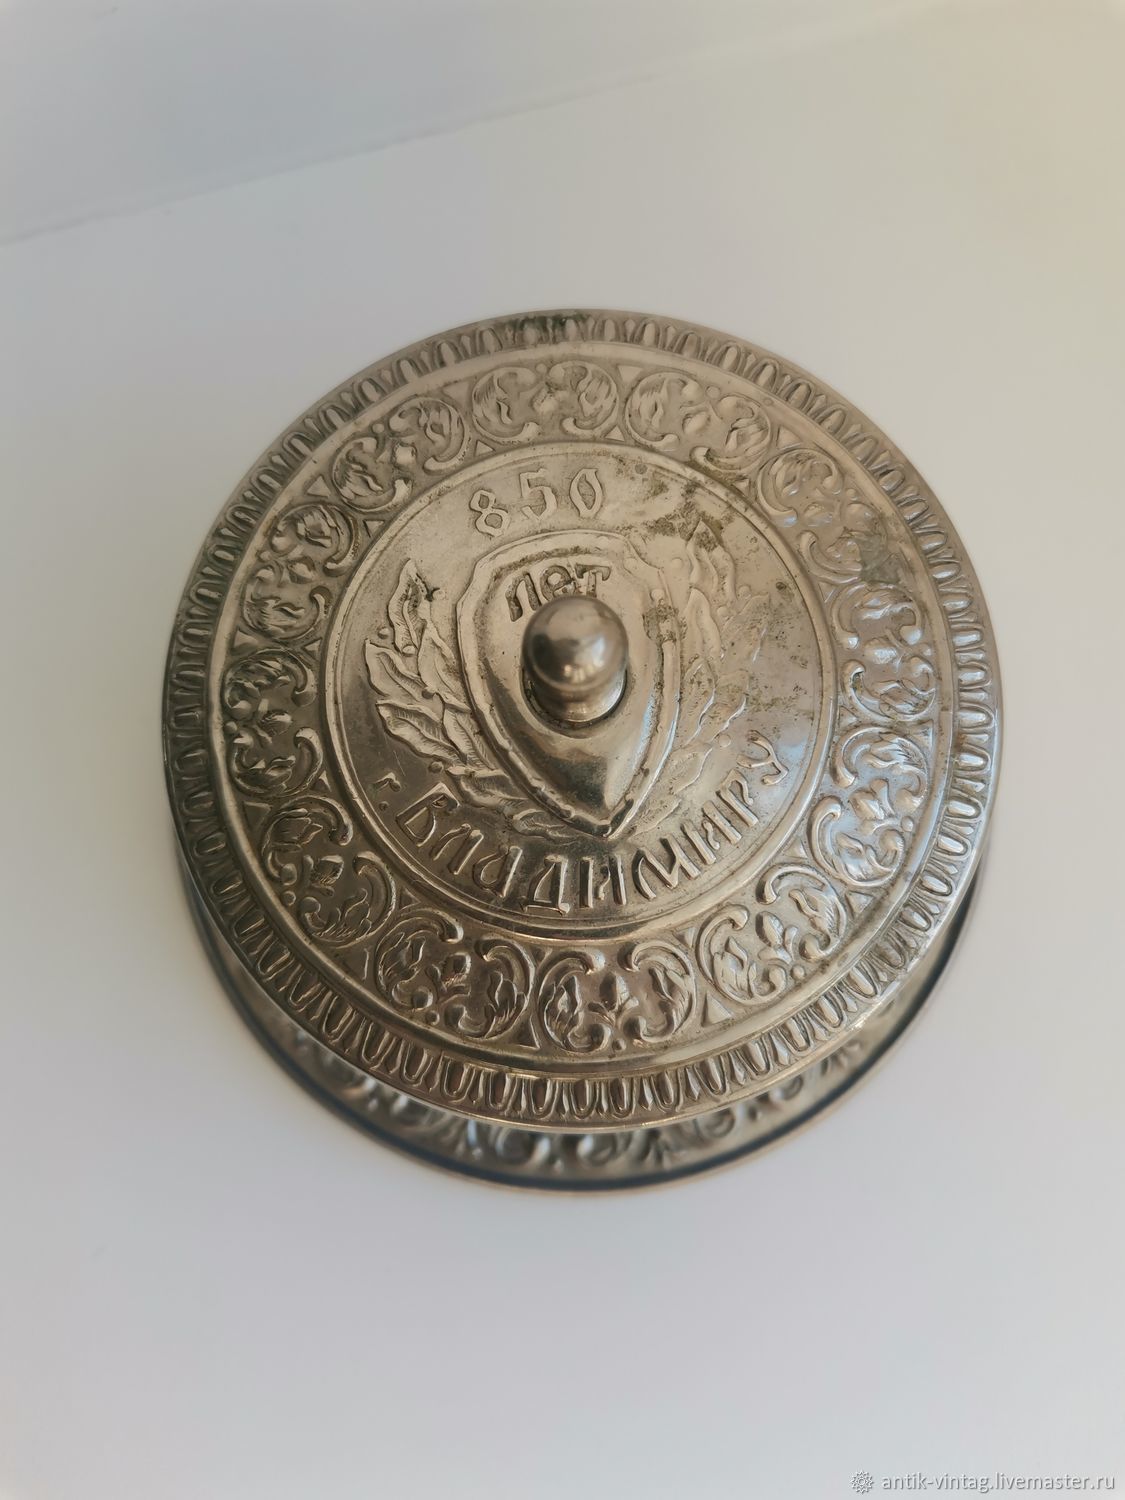 850
лет
г. Владимиру
antik-vintag.livemaster.ru